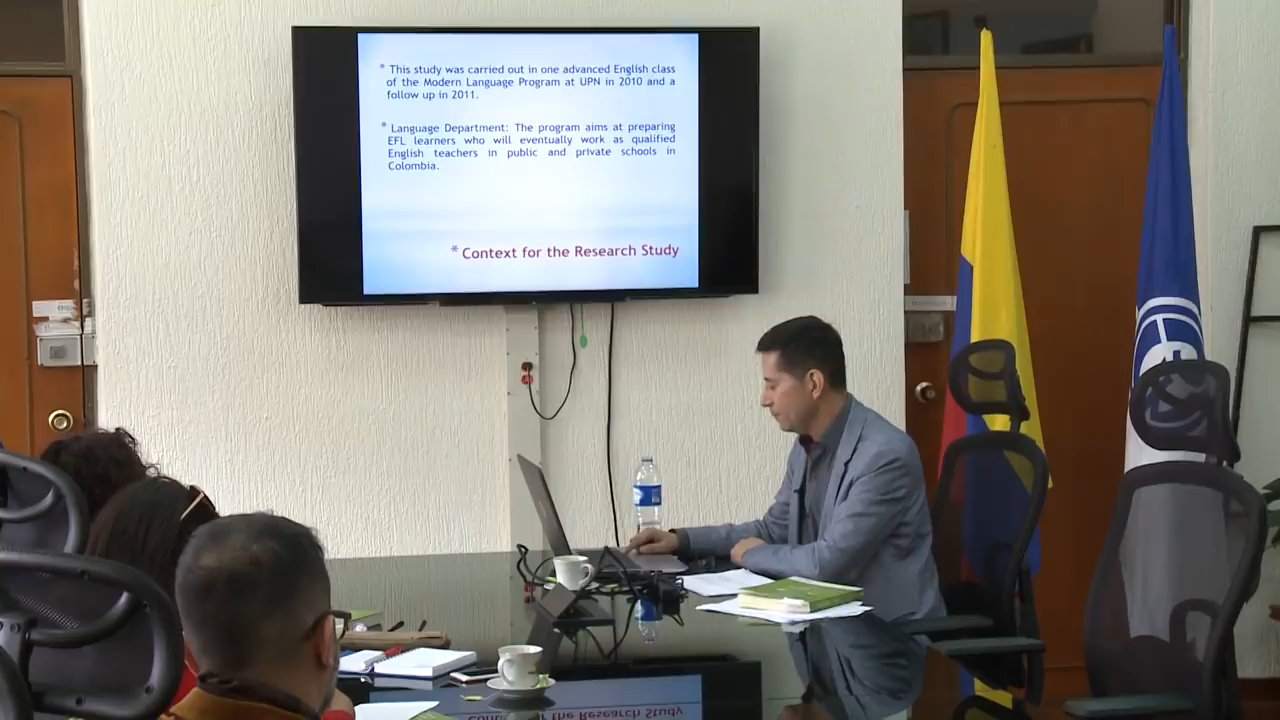 * This study was carried out in one advanced English class
of the Modern Language Program at UPN in 2010 and a
follow up in 2011.
* Language Department: The program aims at preparing
EFL learners who will eventually work as qualified
English teachers in public and private schools in
Colombia.
* Context for the Research Study